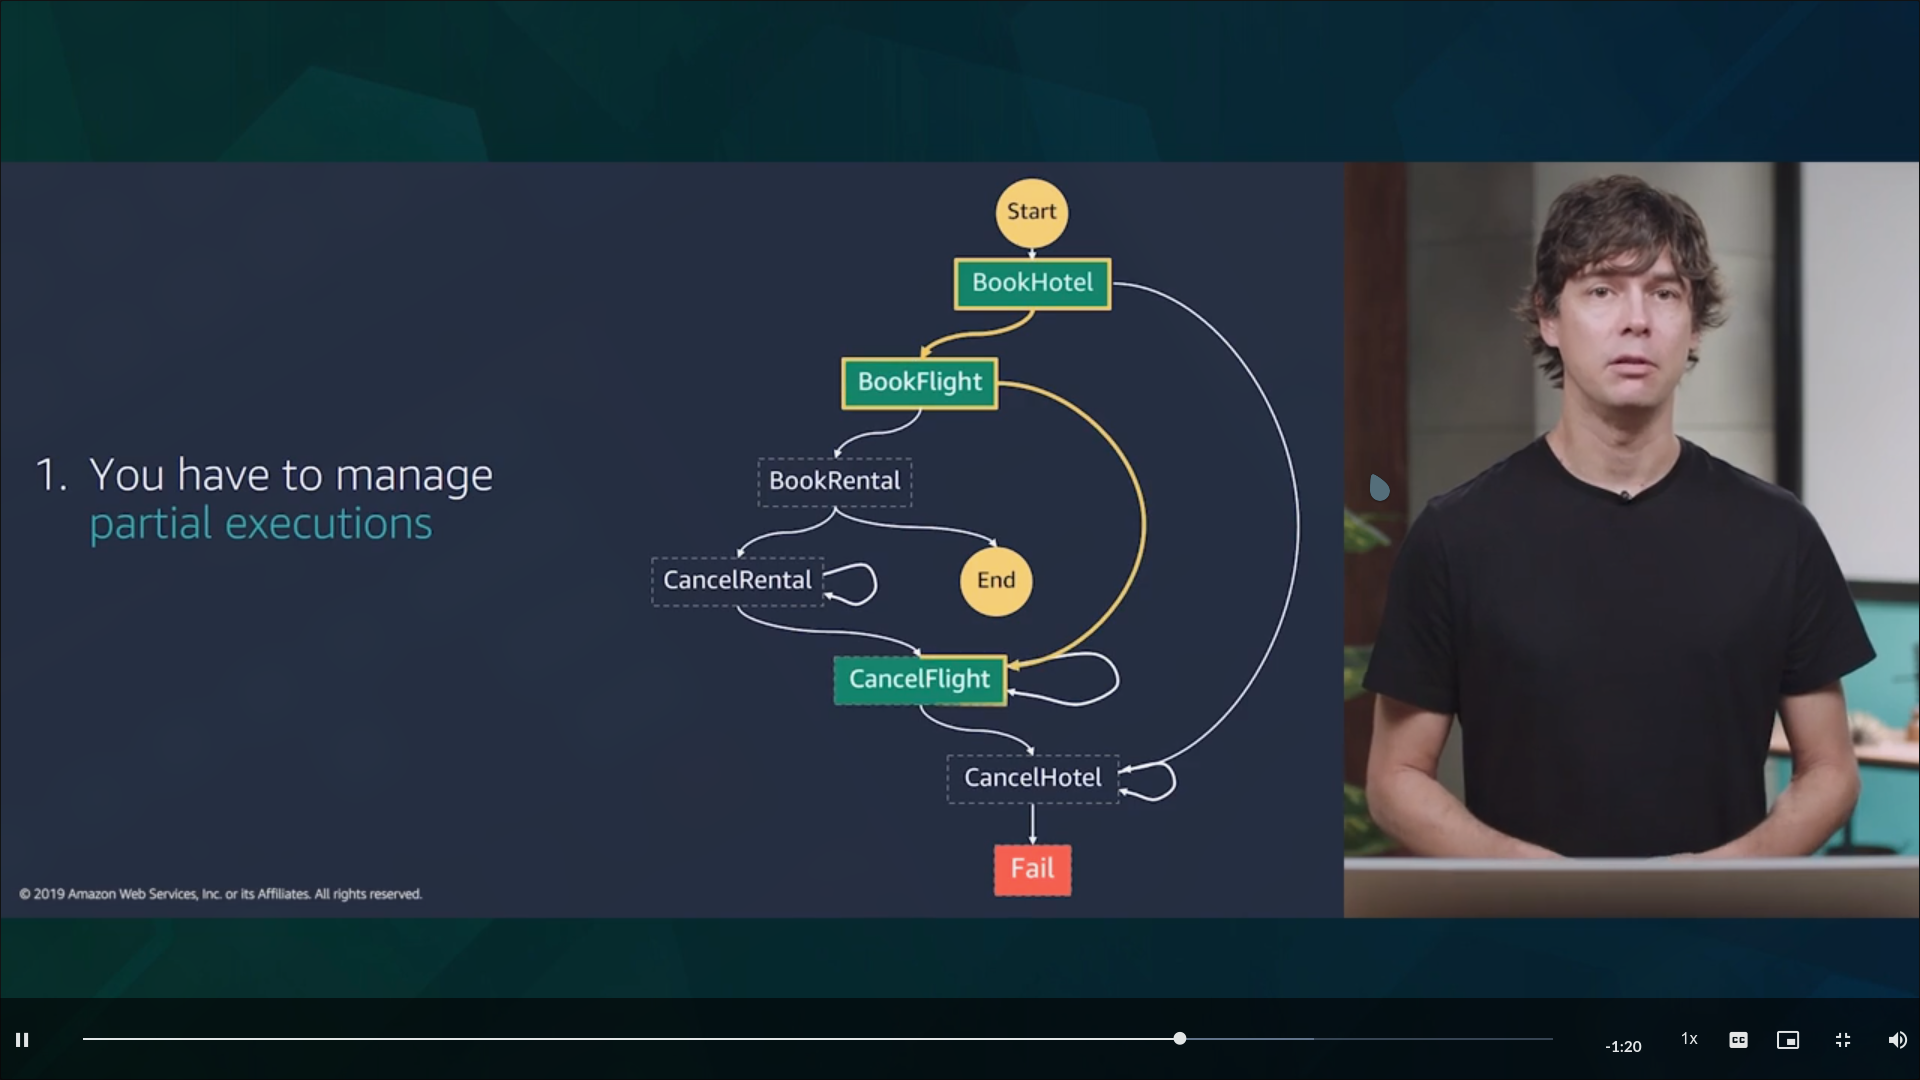 Start
BookHotel
BookFlight
1. You have to manage
partial executions
BookRental
CancelRental
End
CancelFlight
CancelHotel
Fail
© 2019 Amazon Web Services, Inc. or its Affiliates. All rights reserved.
-1:20
1x
CC